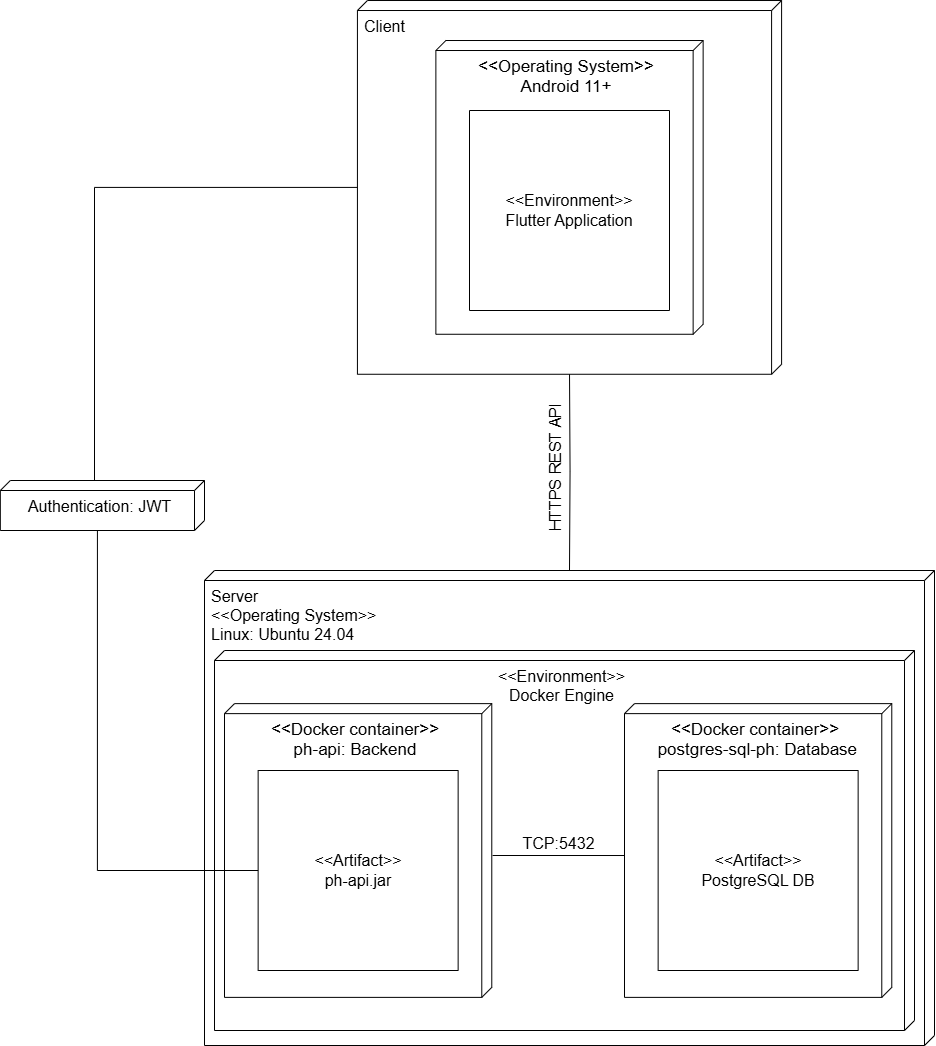 Client
<<Operating System>>
Android 11+
<<Environment>>
Flutter Application
HTTPS REST API
Authentication: JWT
Server
<<Operating System>>
Linux: Ubuntu 24.04
<<Environment>>
Docker Engine
<<Docker container>>
ph-api: Backend
<<Docker container>>
postgres-sql-ph: Database
TCP:5432
<<Artifact>>
ph-api.jar
<<Artifact>>
PostgreSQL DB